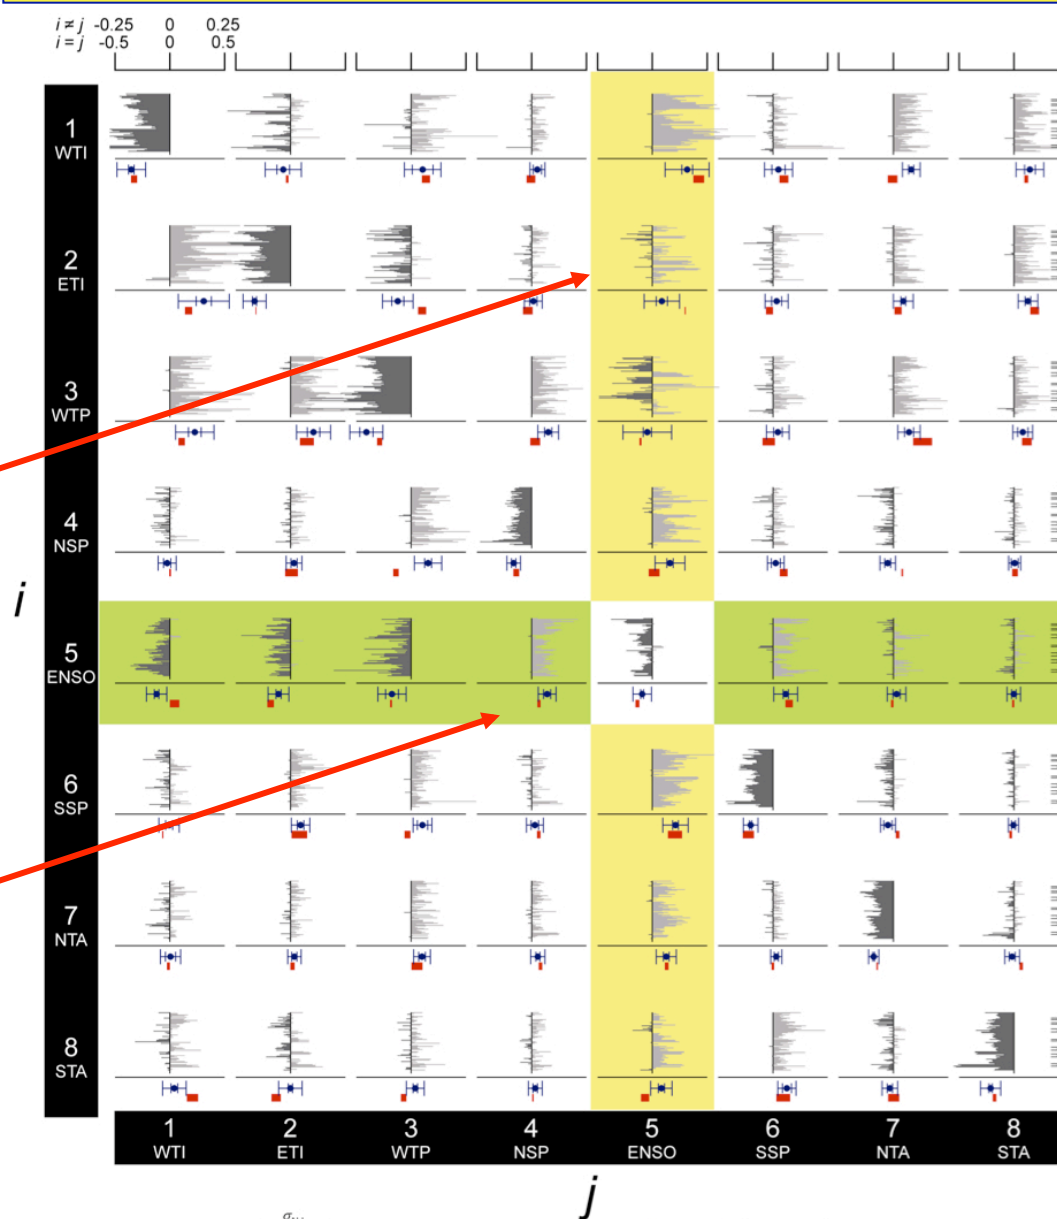 i ≠ j -0.25 0 0.25
i = j -0.5 0 0.5
1
WTI
2
ETI
3
WTP
4
NSP
i
5
ENSO
6
SSP
7
NTA
8
STA
1 2 3 4 5 6 7 8
WTI ETI WTP NSP ENSO SSP NTA STA
j